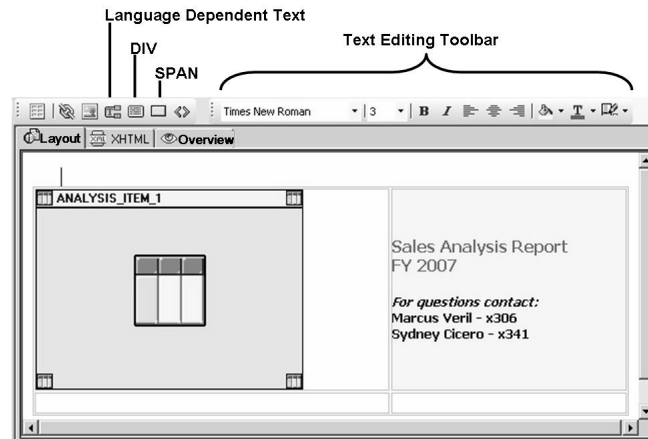 Language Dependent Text
DIV
SPAN
Text Editing Toolbar
Times New Roman 3 B I T
Layout XHTML Overview
ANALYSIS_ITEM_1
Sales Analysis Report
FY 2007
For questions contact:
Marcus Veril - x306
Sydney Cicero - x341